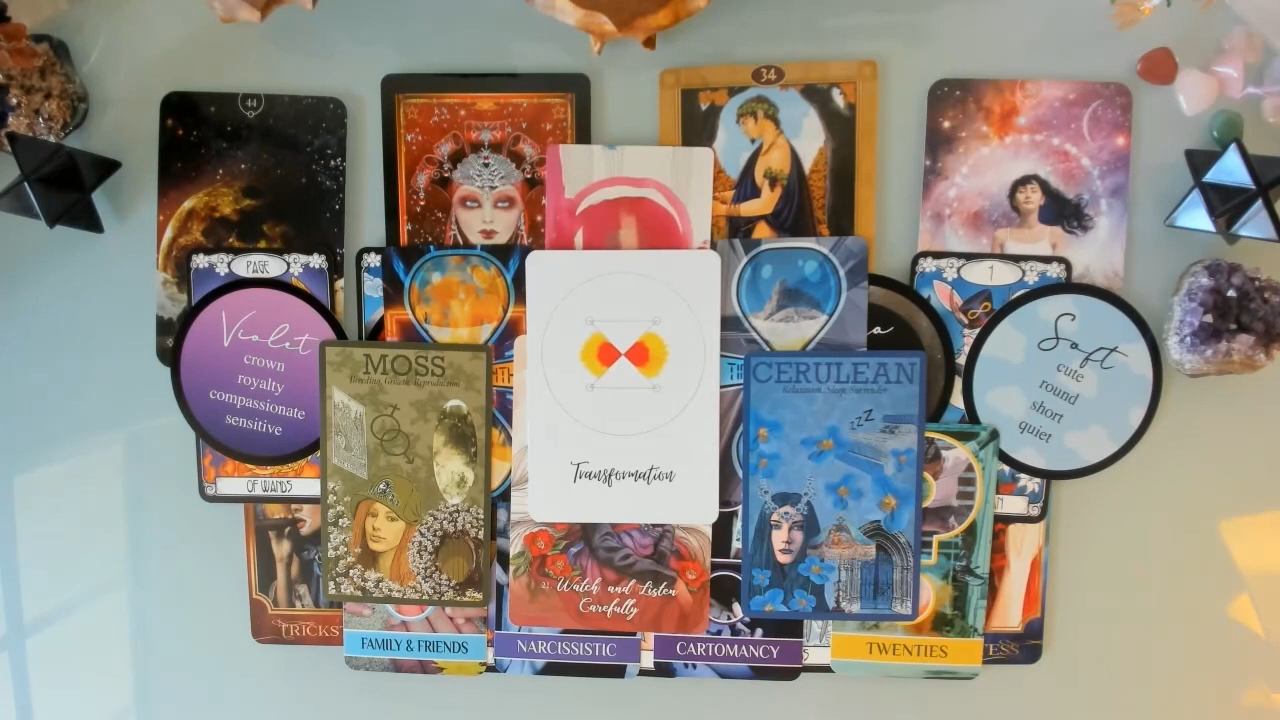 44
34
PAGE
1
Violet
crown
royalty
compassionate
sensitive
OF WANDS
MOSS
Breeding, Growth, Reproduction
Transformation
CERULEAN
Relaxation, Sleep, Surrender
zzz
Soft
cute
round
short
quiet
21. Watch and Listen
Carefully
TRICKS
FAMILY & FRIENDS
NARCISSISTIC
CARTOMANCY
TWENTIES
ESS